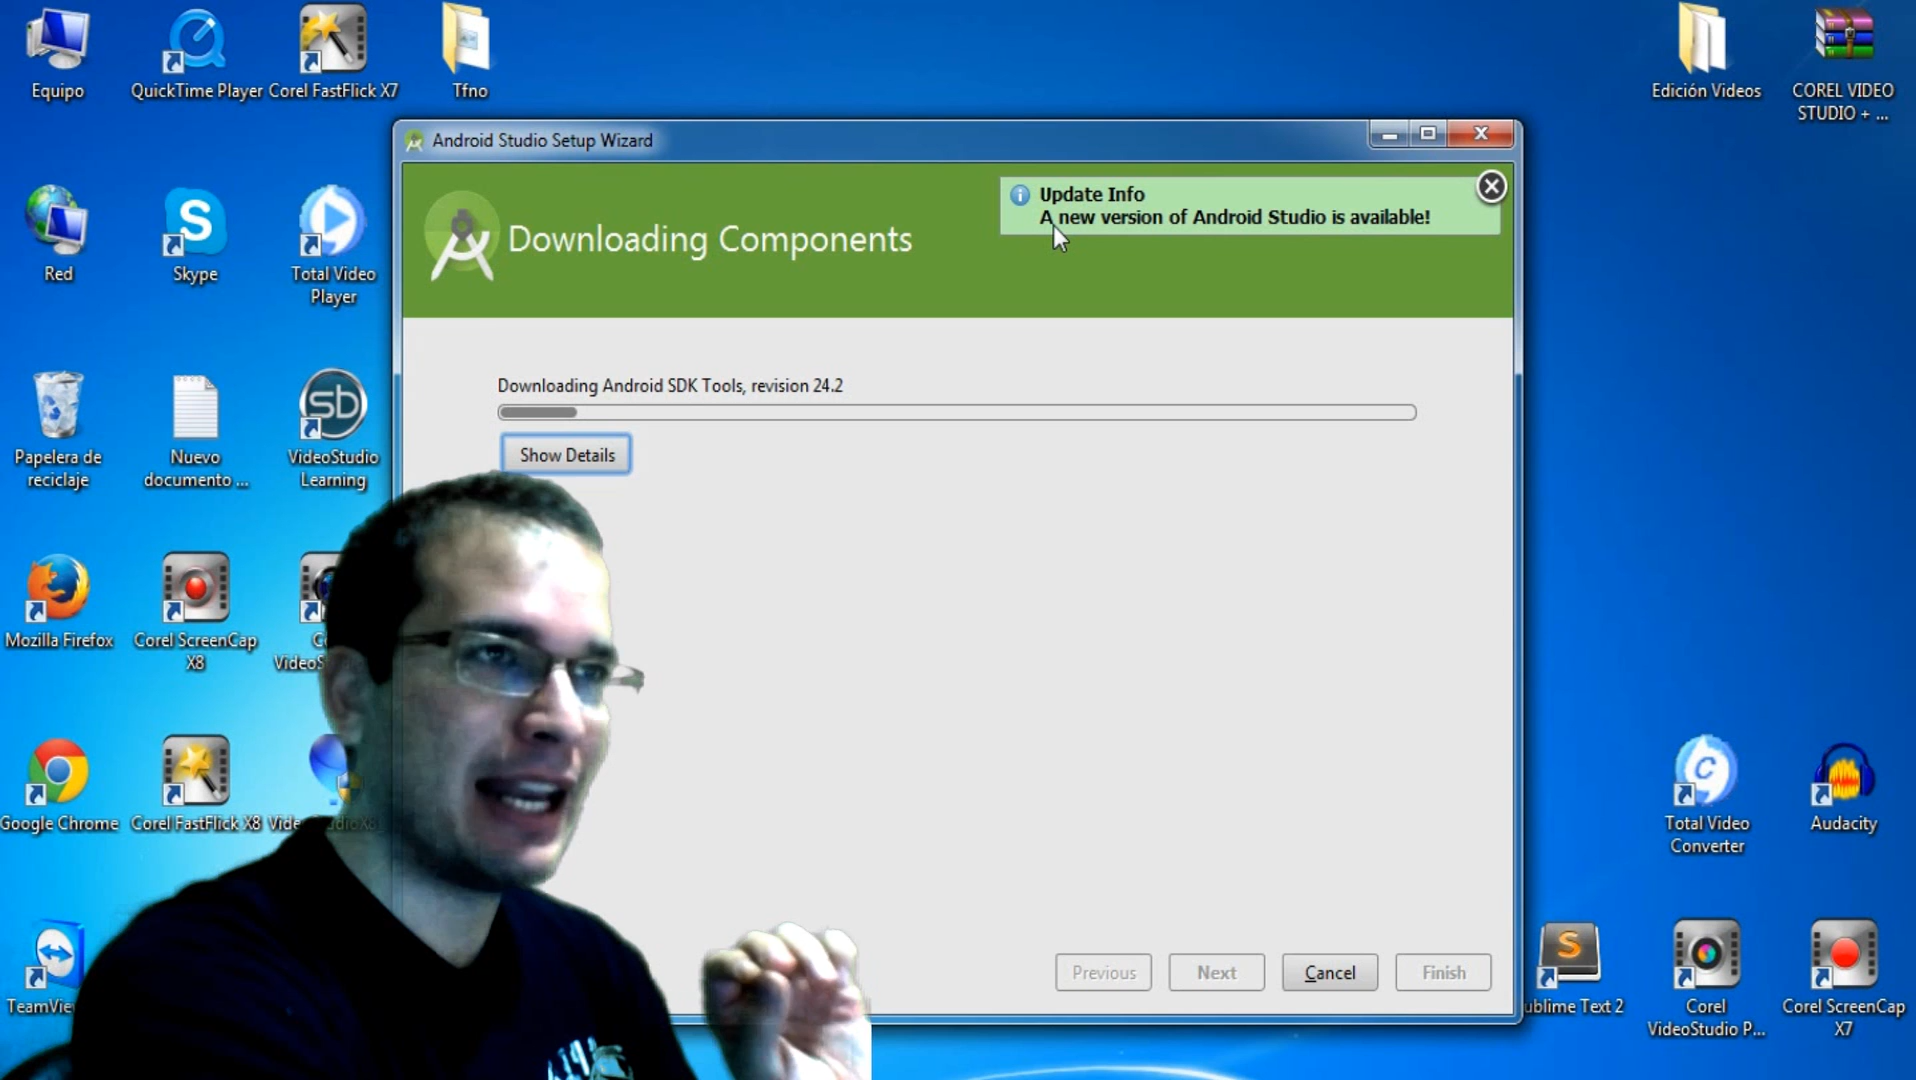 Equipo
QuickTime Player
Corel FastFlick X7
Tfno
Edición Videos
COREL VIDEO
STUDIO + ...
Android Studio Setup Wizard
Update Info
A new version of Android Studio is available!
Downloading Components
Red
Skype
Total Video
Player
Downloading Android SDK Tools, revision 24.2
Show Details
Papelera de
reciclaje
Nuevo
documento ...
sb
VideoStudio
Learning
Mozilla Firefox
Corel ScreenCap
X8
Google Chrome
Corel FastFlick X8
Total Video
Converter
Audacity
Previous
Next
Cancel
Finish
Corel
VideoStudio P...
Corel ScreenCap
X7